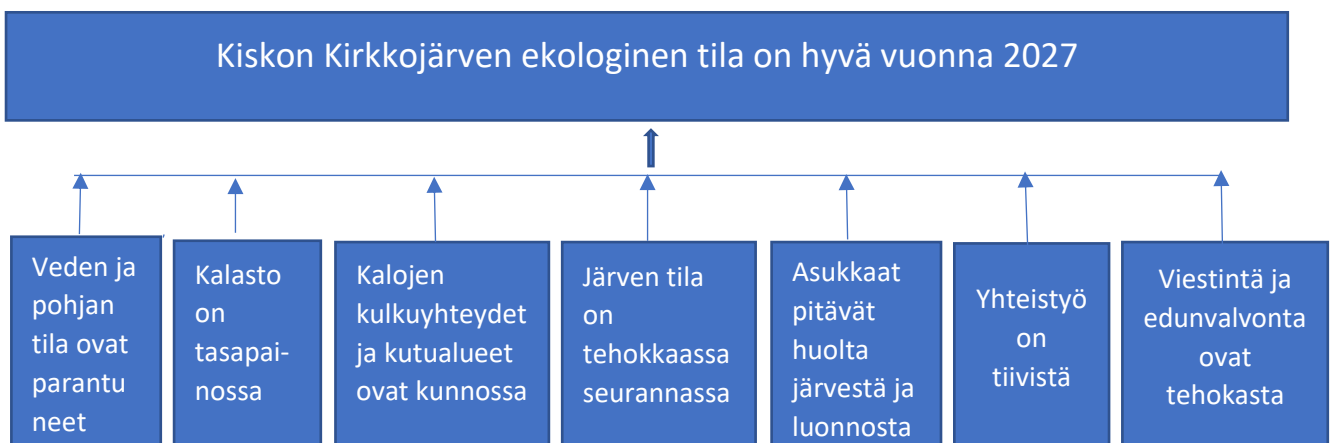 Kiskon Kirkkojärven ekologinen tila on hyvä vuonna 2027
Veden ja
pohjan
tila ovat
parantu
neet
Kalasto
on
tasapai-
nossa
Kalojen
kulkuyhteydet
ja kutualueet
ovat kunnossa
Järven tila
on
tehokkaassa
seurannassa
Asukkaat
pitävät
huolta
järvestä ja
luonnosta
Yhteistyö
on
tiivistä
Viestintä ja
edunvalvonta
ovat
tehokasta